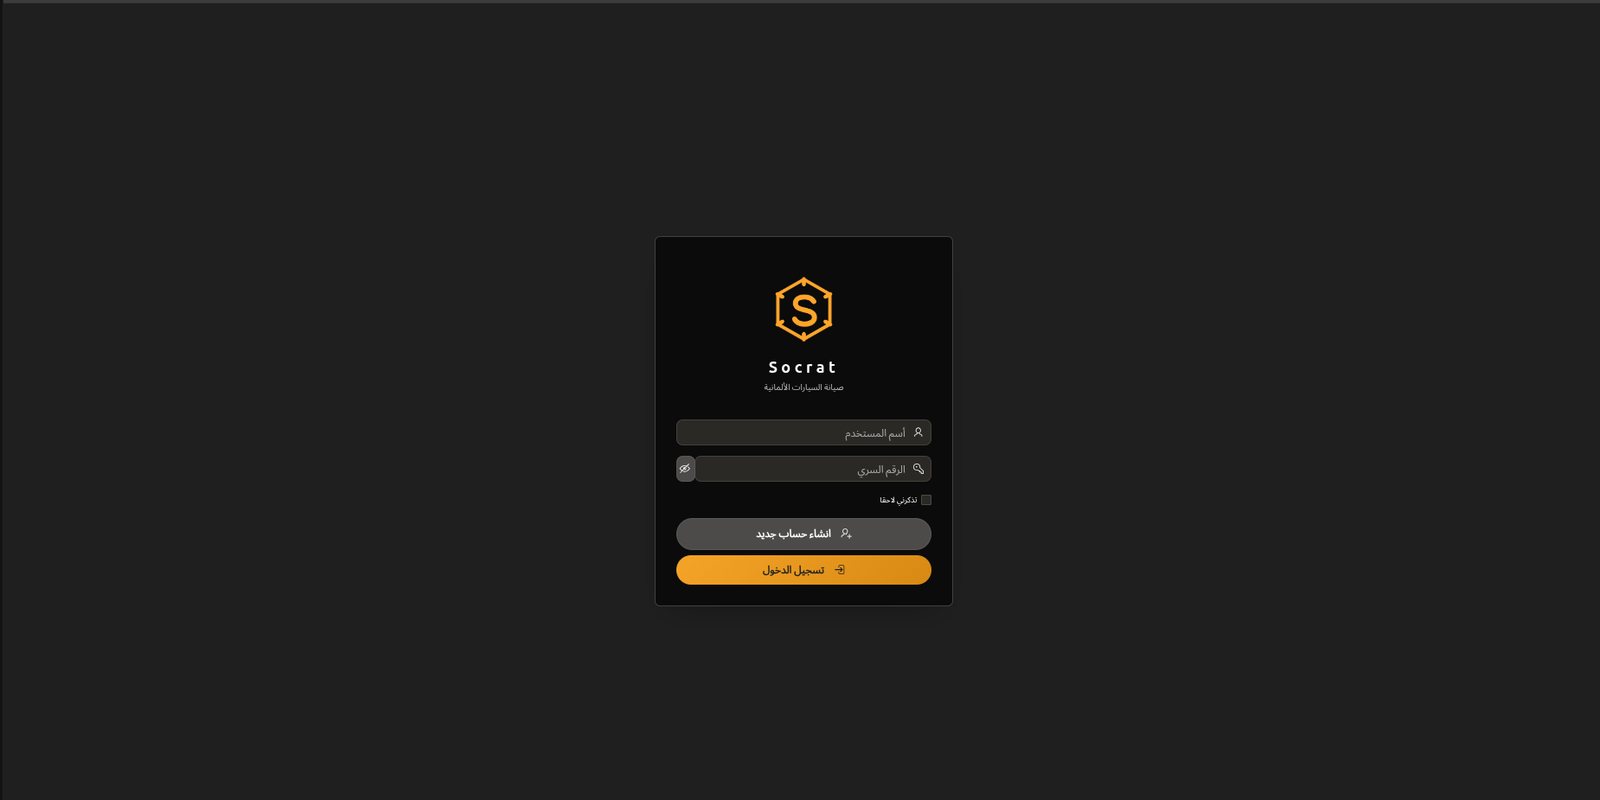 S
Socrat
صيانة السيارات الألمانية
أسم المستخدم
الرقم السري
تذكرني لاحقا
انشاء حساب جديد
تسجيل الدخول